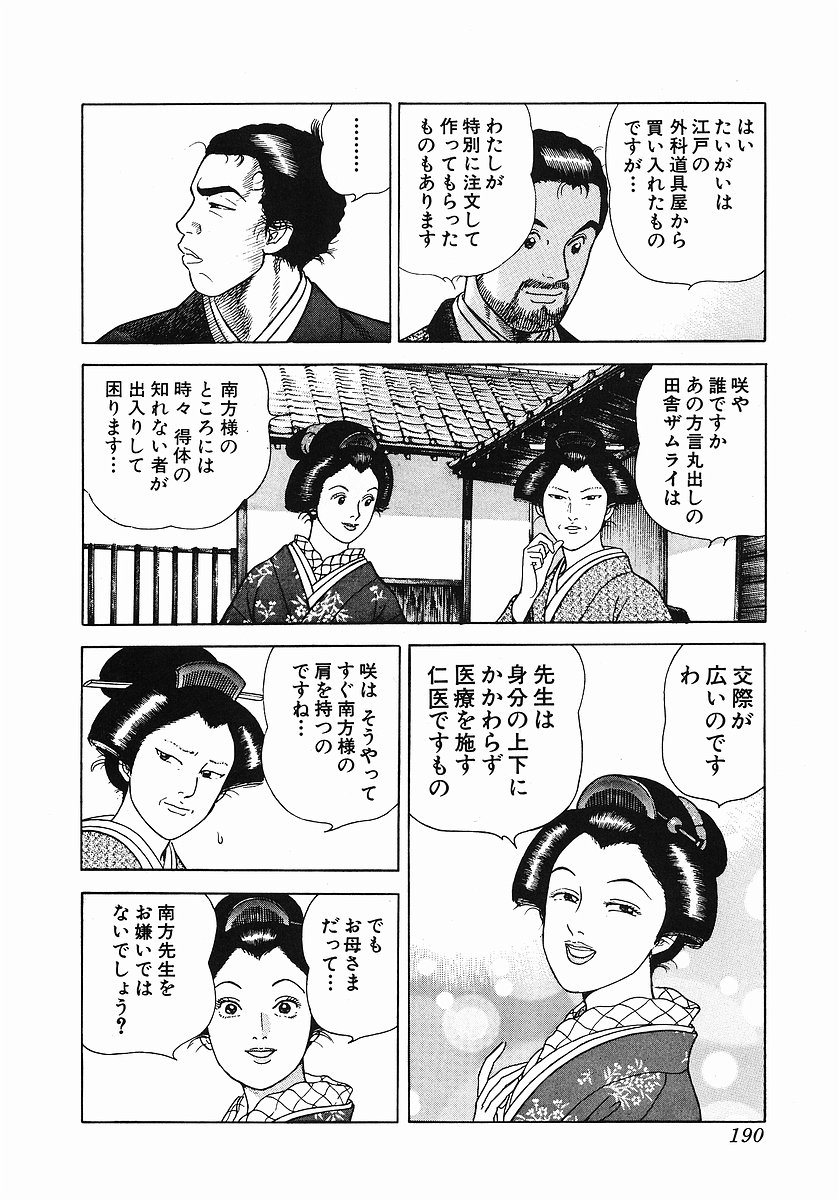 はい
たいがいは
江戸の
外科道具屋から
買い入れたもの
ですが…
わたしが
特別に注文して
作ってもらった
ものもあります
………
咲や
誰ですか
あの方言丸出しの
田舎ザムライは
南方様の
ところには
時々 得体の
知れない者が
出入りして
困ります…
交際が
広いのです
わ
先生は
身分の上下に
かかわらず
医療を施す
仁医ですもの
咲は そうやって
すぐ南方様の
肩を持つの
ですね…
でも
お母さま
だって…
南方先生を
お嫌いでは
ないでしょう？
190